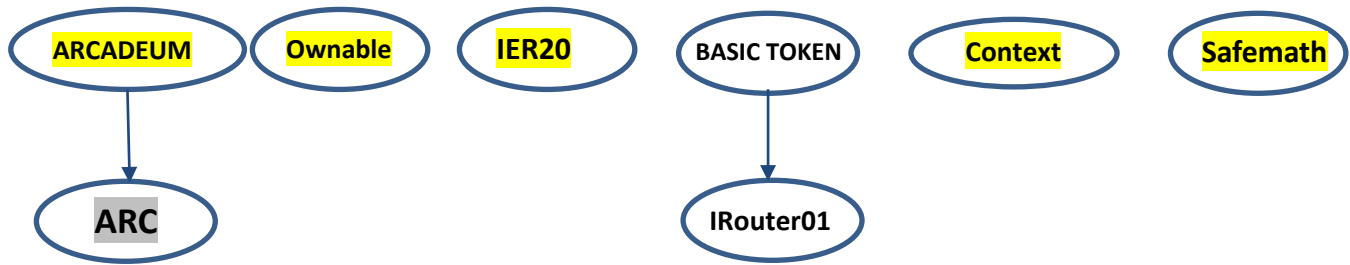 ARCADEUM
Ownable
IER20
BASIC TOKEN
Context
Safemath
ARC
IRouter01